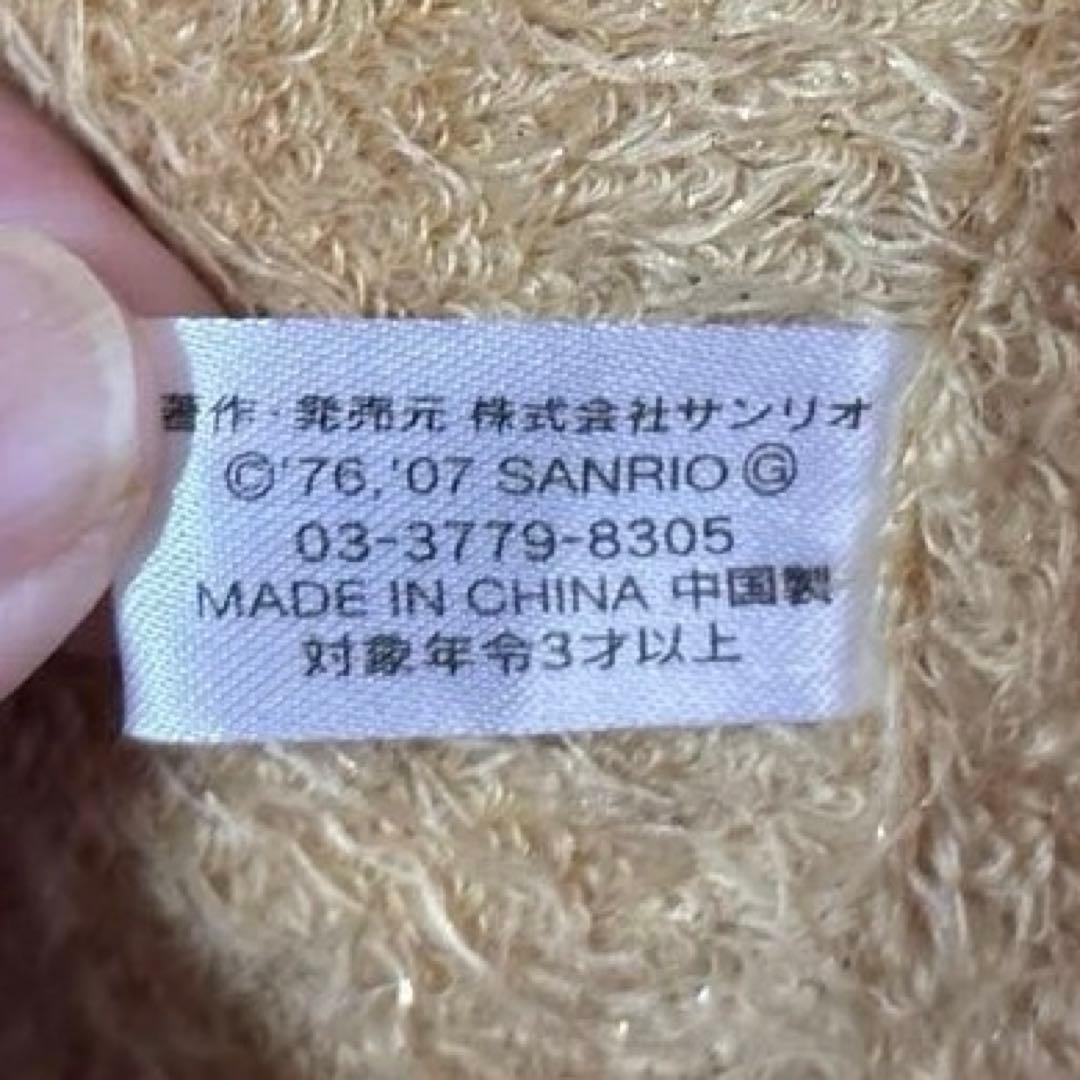 著作・発売元 株式会社サンリオ
©'76,'07 SANRIO Ⓖ
03-3779-8305
MADE IN CHINA 中国製
対象年令3才以上